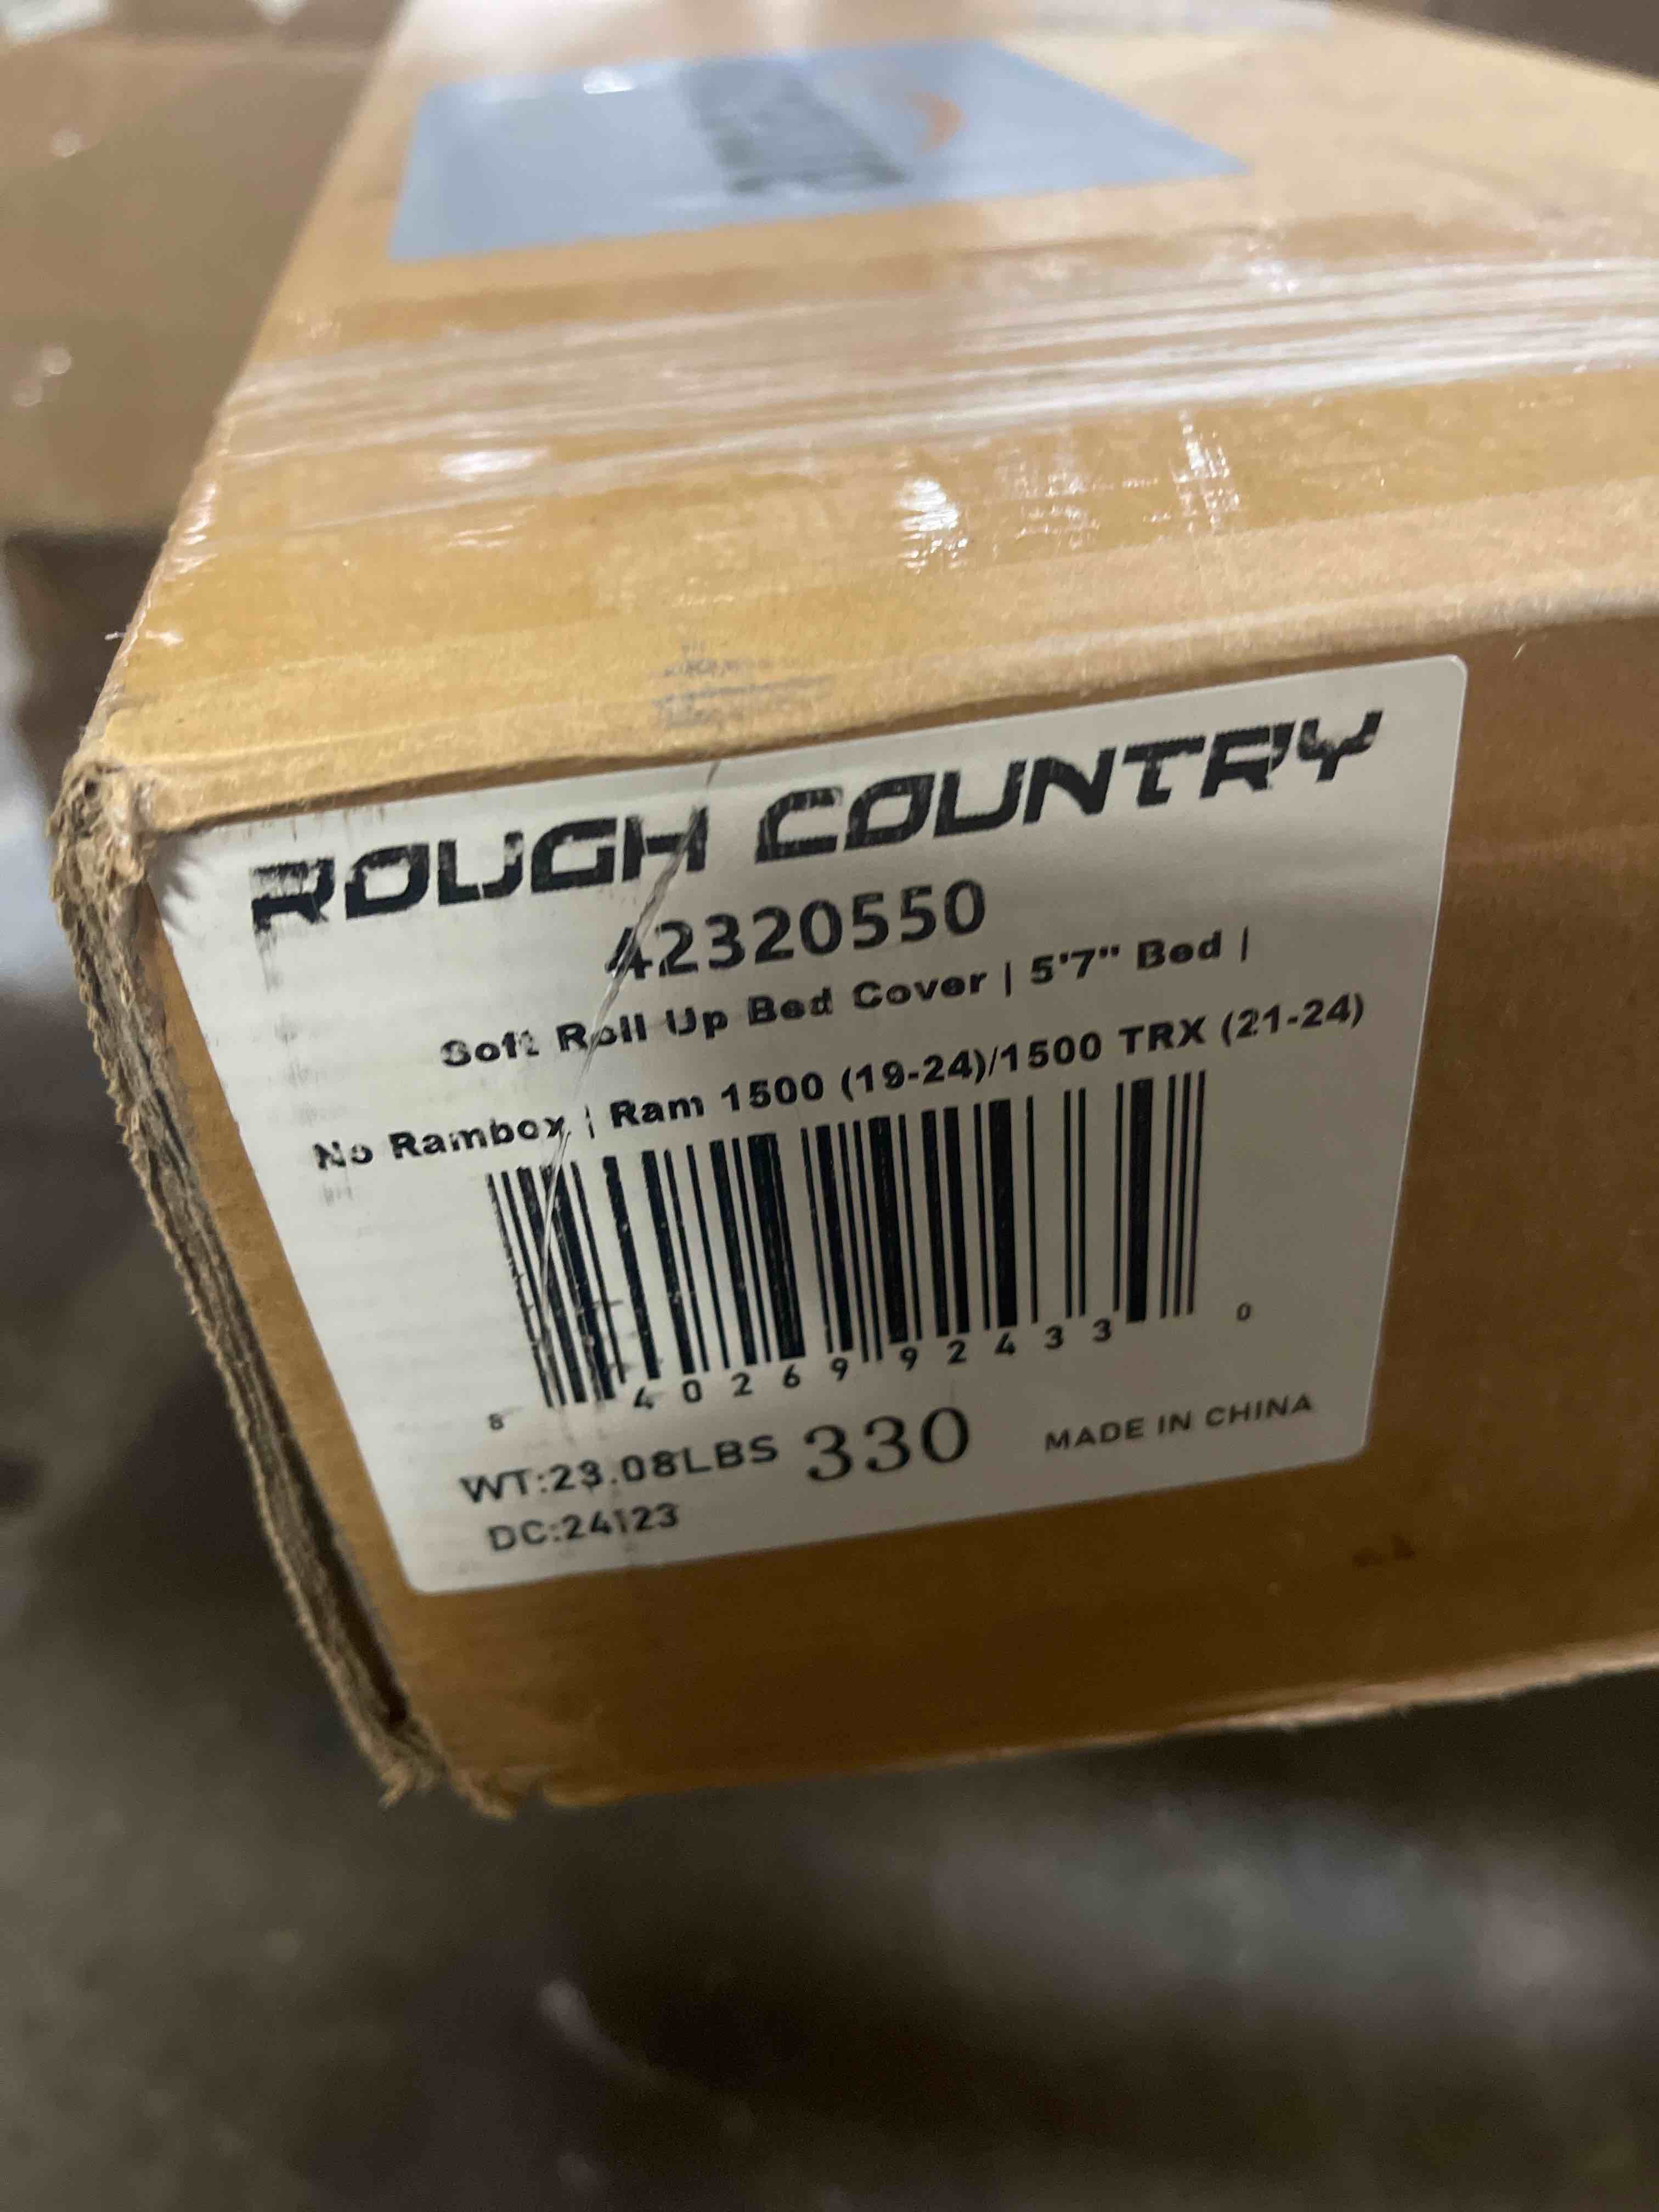 ROUGH COUNTRY
42320550
Soft Roll Up Bed Cover | 5'7" Bed |
No Rambox | Ram 1500 (19-24)/1500 TRX (21-24)
8 40269 92433 0
WT:23.08LBS 330 MADE IN CHINA
DC:24123